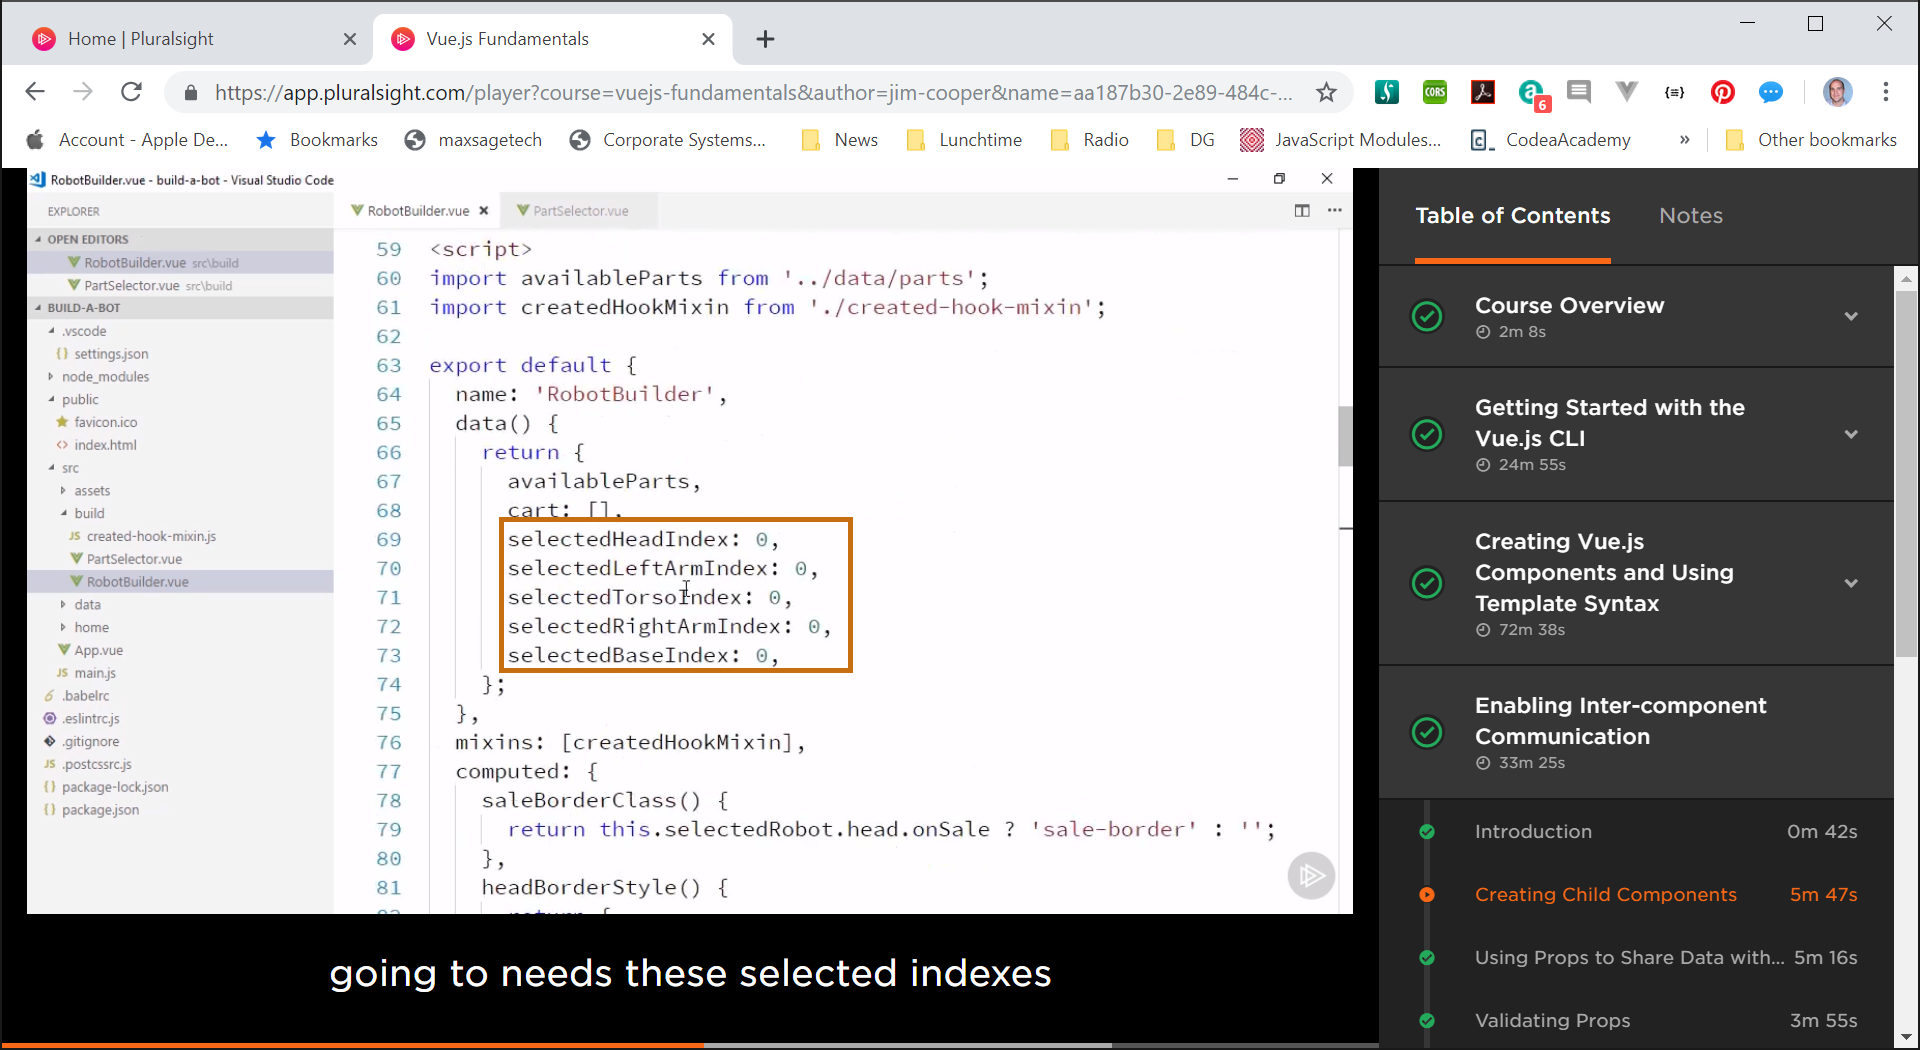 Home | Pluralsight
Vue.js Fundamentals
https://app.pluralsight.com/player?course=vuejs-fundamentals&author=jim-cooper&name=aa187b30-2e89-484c-...
CORS
6
{≡}
Account - Apple De...
Bookmarks
maxsagetech
Corporate Systems...
News
Lunchtime
Radio
DG
JavaScript Modules...
CodeaAcademy
»
Other bookmarks
RobotBuilder.vue - build-a-bot - Visual Studio Code
EXPLORER
OPEN EDITORS
RobotBuilder.vue src\build
PartSelector.vue src\build
BUILD-A-BOT
.vscode
{} settings.json
node_modules
public
favicon.ico
<> index.html
src
assets
build
JS created-hook-mixin.js
PartSelector.vue
RobotBuilder.vue
data
home
App.vue
JS main.js
.babelrc
.eslintrc.js
.gitignore
JS .postcssrc.js
{} package-lock.json
{} package.json
RobotBuilder.vue
PartSelector.vue
59 <script>
60 import availableParts from '../data/parts';
61 import createdHookMixin from './created-hook-mixin';
62
63 export default {
64 name: 'RobotBuilder',
65 data() {
66 return {
67 availableParts,
68 cart: [],
69 selectedHeadIndex: 0,
70 selectedLeftArmIndex: 0,
71 selectedTorsoIndex: 0,
72 selectedRightArmIndex: 0,
73 selectedBaseIndex: 0,
74 };
75 },
76 mixins: [createdHookMixin],
77 computed: {
78 saleBorderClass() {
79 return this.selectedRobot.head.onSale ? 'sale-border' : '';
80 },
81 headBorderStyle() {
going to needs these selected indexes
Table of Contents
Notes
Course Overview
2m 8s
Getting Started with the
Vue.js CLI
24m 55s
Creating Vue.js
Components and Using
Template Syntax
72m 38s
Enabling Inter-component
Communication
33m 25s
Introduction 0m 42s
Creating Child Components 5m 47s
Using Props to Share Data with... 5m 16s
Validating Props 3m 55s